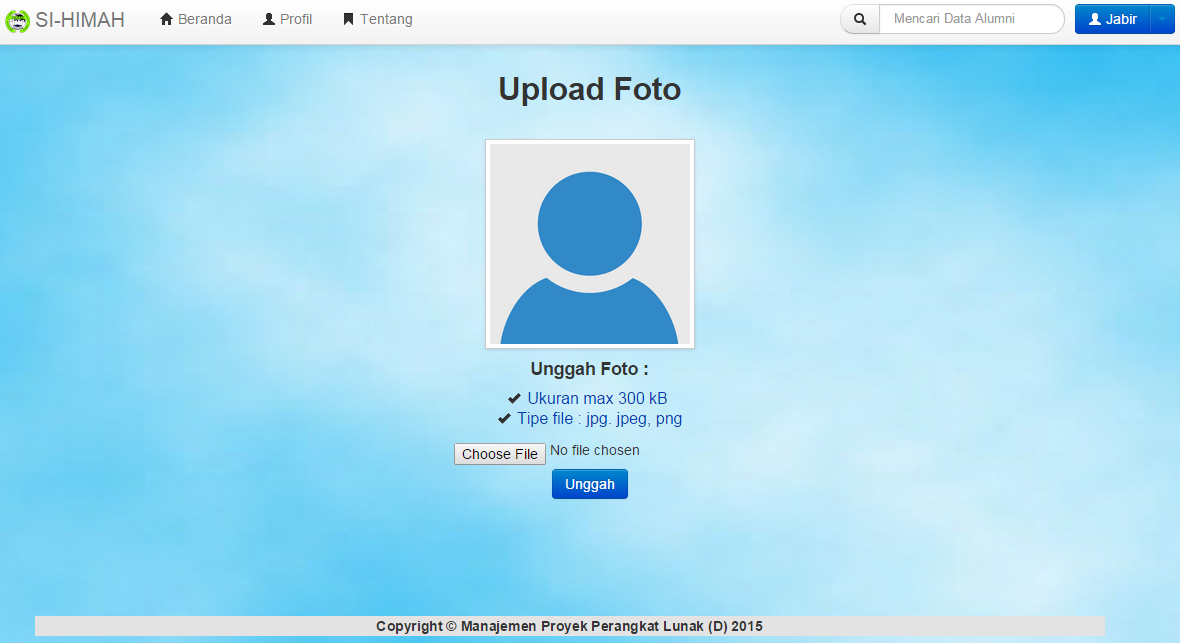 SI-HIMAH Beranda Profil Tentang Mencari Data Alumni Jabir
Upload Foto
Unggah Foto :
Ukuran max 300 kB
Tipe file : jpg. jpeg, png
Choose File No file chosen
Unggah
Copyright © Manajemen Proyek Perangkat Lunak (D) 2015